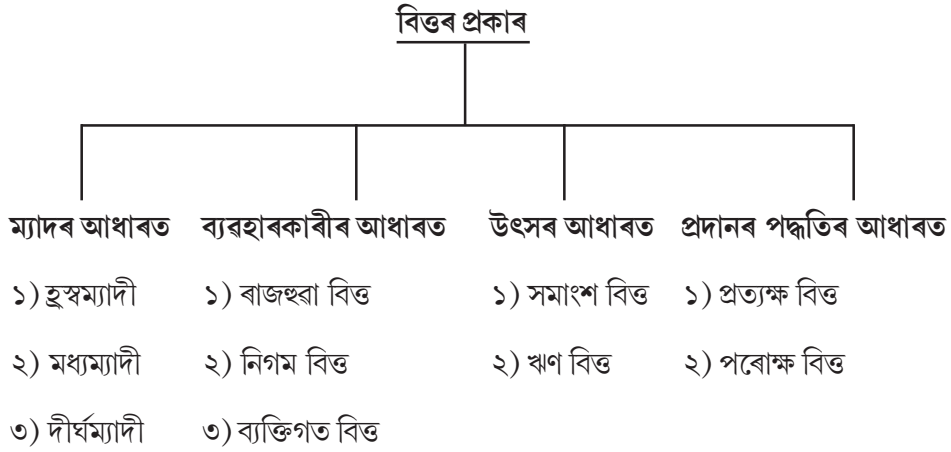 বিত্তৰ প্ৰকাৰ
ম্যাদৰ আধাৰত ব্যৱহাৰকাৰীৰ আধাৰত উৎসৰ আধাৰত প্ৰদানৰ পদ্ধতিৰ আধাৰত
১) হ্ৰস্বম্যাদী ১) ৰাজহুৱা বিত্ত ১) সমাংশ বিত্ত ১) প্ৰত্যক্ষ বিত্ত
২) মধ্যম্যাদী ২) নিগম বিত্ত ২) ঋণ বিত্ত ২) পৰোক্ষ বিত্ত
৩) দীৰ্ঘম্যাদী ৩) ব্যক্তিগত বিত্ত